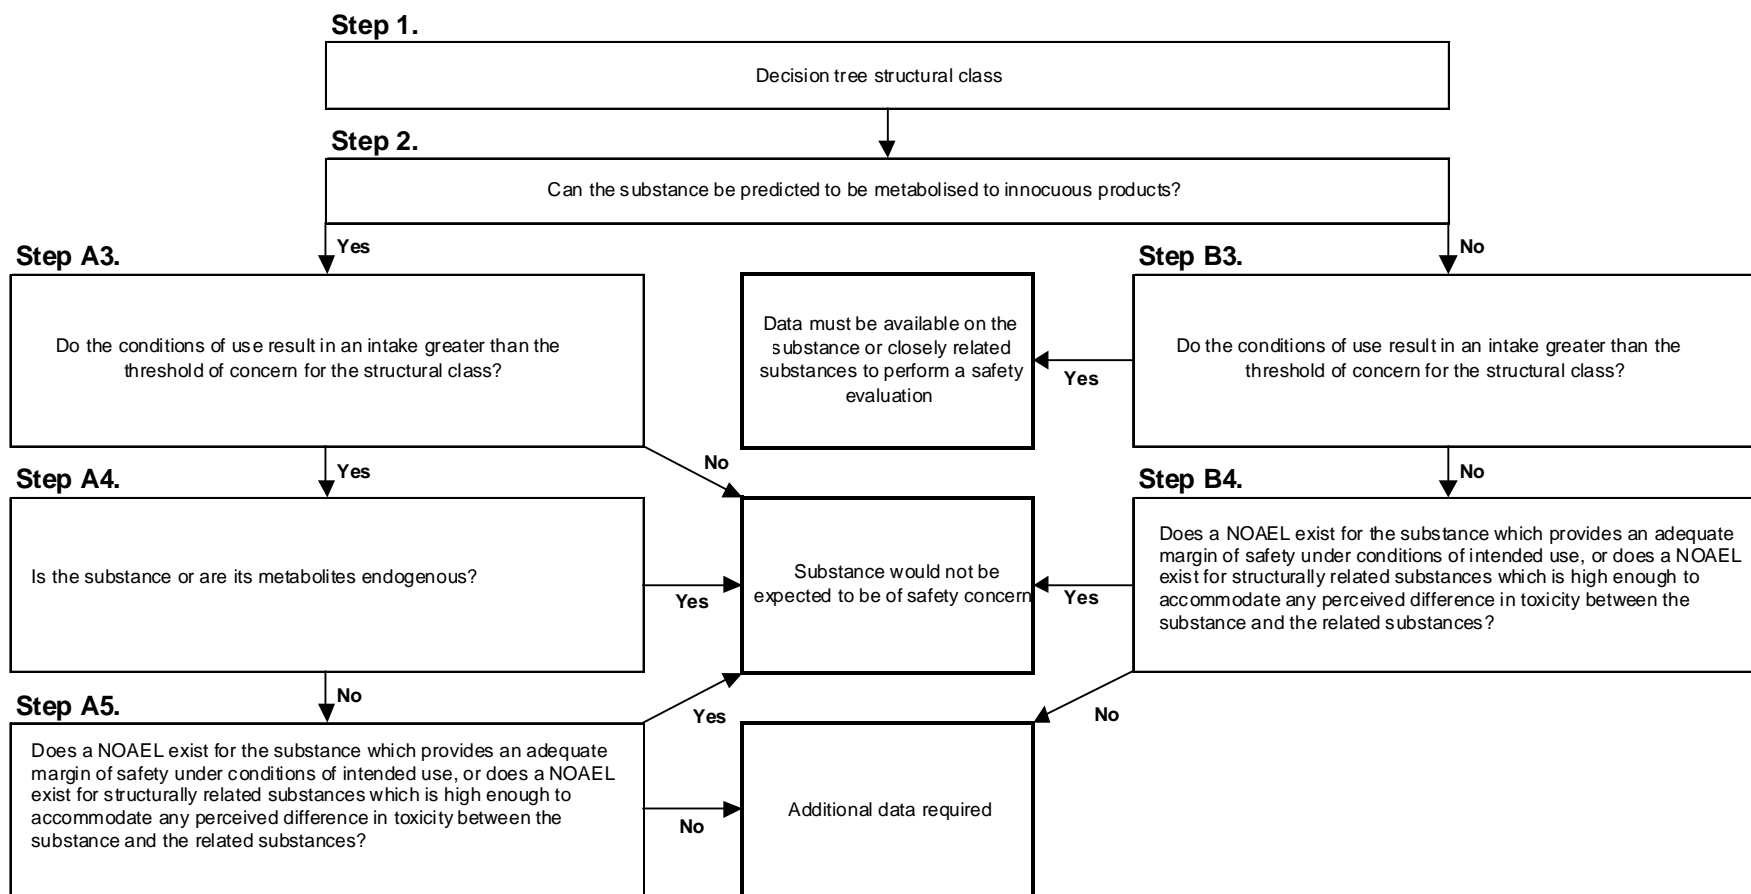 Step 1.
Decision tree structural class
Step 2.
Can the substance be predicted to be metabolised to innocuous products?
Yes
No
Step A3.
Do the conditions of use result in an intake greater than the
threshold of concern for the structural class?
Data must be available on the
substance or closely related
substances to perform a safety
evaluation
Step B3.
Do the conditions of use result in an intake greater than the
threshold of concern for the structural class?
Yes
No
Yes
No
Step A4.
Is the substance or are its metabolites endogenous?
Yes
Substance would not be
expected to be of safety concern
Step B4.
Does a NOAEL exist for the substance which provides an adequate
margin of safety under conditions of intended use, or does a NOAEL
exist for structurally related substances which is high enough to
accommodate any perceived difference in toxicity between the
substance and the related substances?
Yes
No
Yes
No
Step A5.
Does a NOAEL exist for the substance which provides an adequate
margin of safety under conditions of intended use, or does a NOAEL
exist for structurally related substances which is high enough to
accommodate any perceived difference in toxicity between the
substance and the related substances?
No
Additional data required